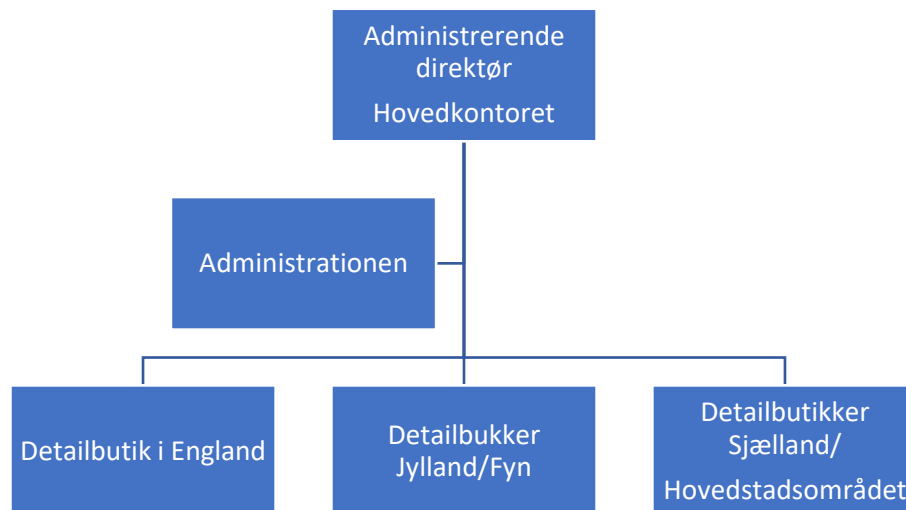 Administrerende
direktør
Hovedkontoret
Administrationen
Detailbutik i England
Detailbukker
Jylland/Fyn
Detailbutikker
Sjælland/
Hovedstadsområdet